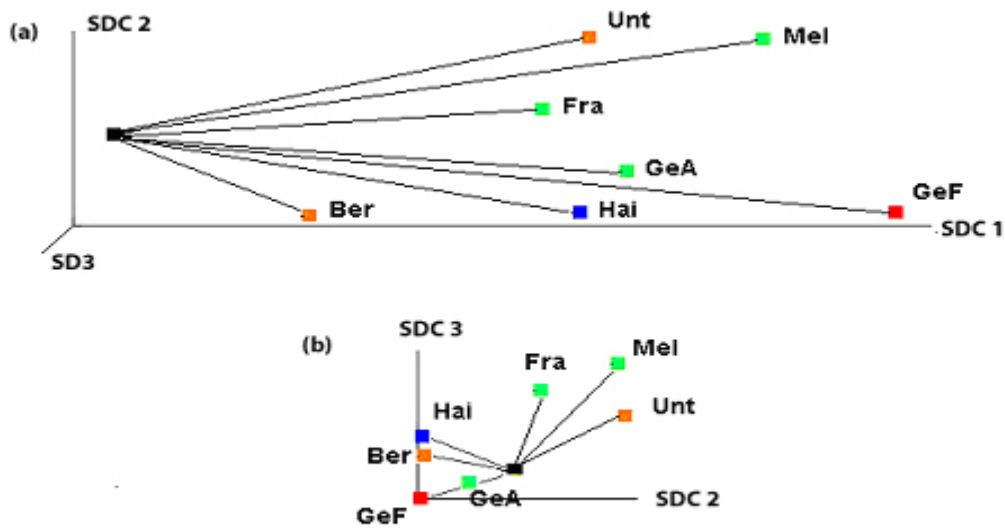 (a)
SDC 2
Unt
Mel
Fra
GeA
GeF
Ber
Hai
SDC 1
SD3
(b)
SDC 3
Mel
Fra
Hai
Unt
Ber
GeA
SDC 2
GeF